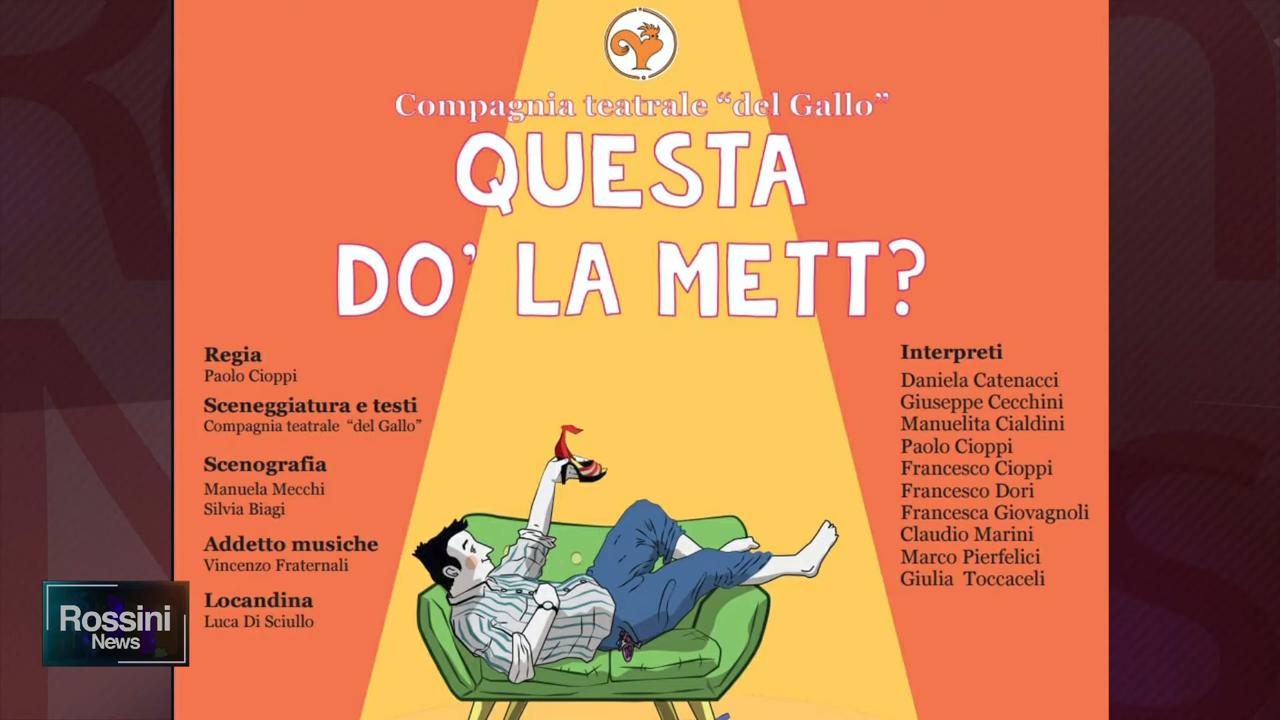 Compagnia teatrale “del Gallo”
QUESTA
DO’ LA METT?
Regia
Paolo Cioppi
Sceneggiatura e testi
Compagnia teatrale “del Gallo”
Scenografia
Manuela Mecchi
Silvia Biagi
Addetto musiche
Vincenzo Fraternali
Locandina
Luca Di Sciullo
Interpreti
Daniela Catenacci
Giuseppe Cecchini
Manuelita Cialdini
Paolo Cioppi
Francesco Cioppi
Francesco Dori
Francesca Giovagnoli
Claudio Marini
Marco Pierfelici
Giulia Toccaceli
Rossini
News